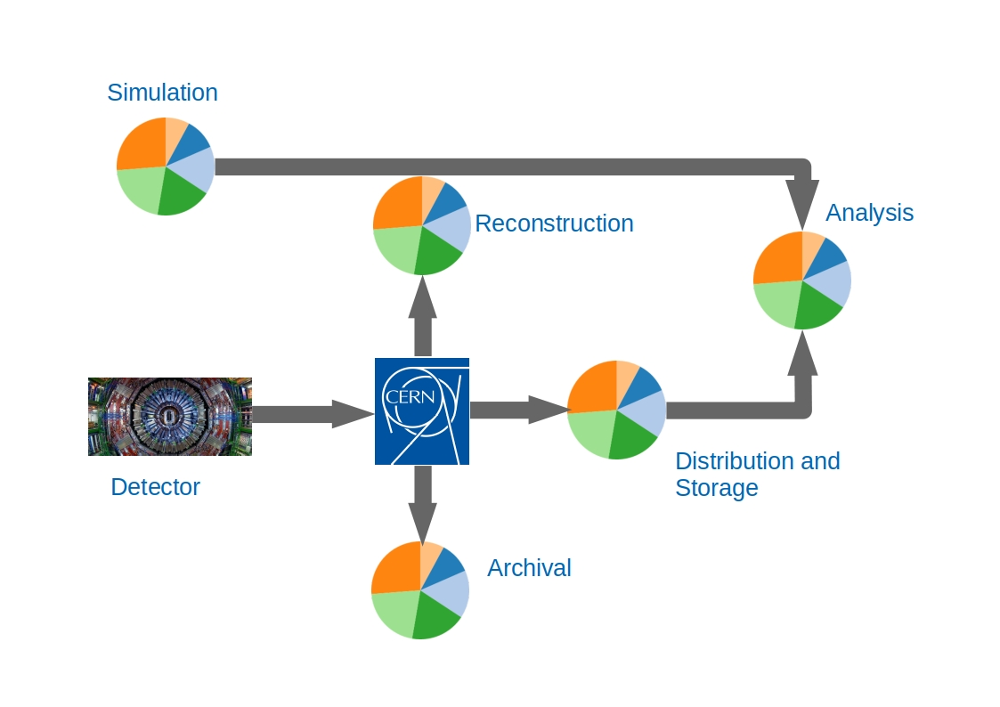 Simulation
Reconstruction
Analysis
CERN
Detector
Distribution and
Storage
Archival